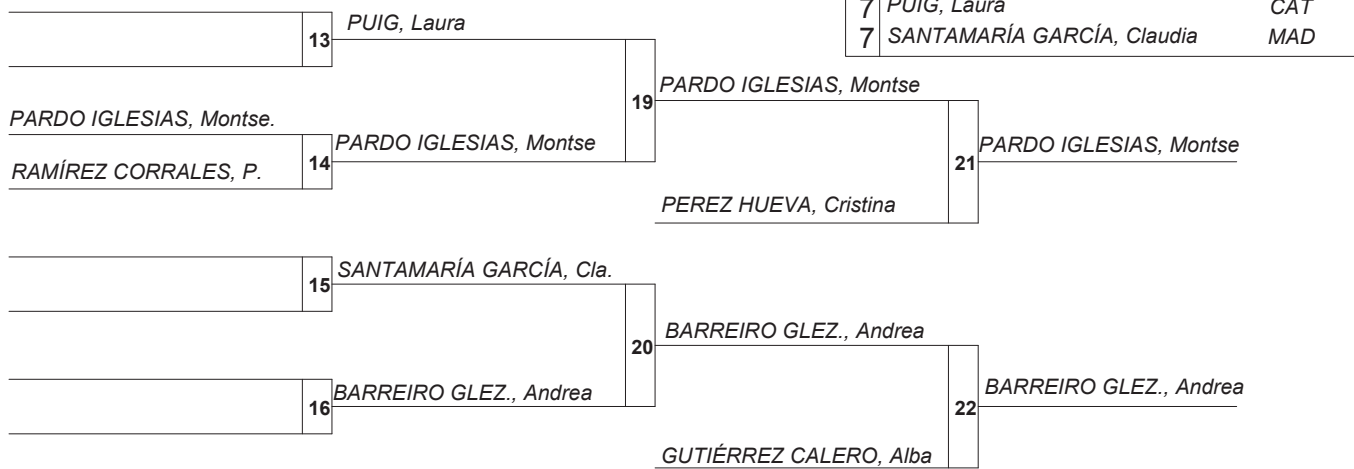 7 PUIG, Laura CAT
7 SANTAMARÍA GARCÍA, Claudia MAD
13 PUIG, Laura
PARDO IGLESIAS, Montse
19
PARDO IGLESIAS, Montse.
14 PARDO IGLESIAS, Montse
21 PARDO IGLESIAS, Montse
RAMÍREZ CORRALES, P.
PEREZ HUEVA, Cristina
15 SANTAMARÍA GARCÍA, Cla.
BARREIRO GLEZ., Andrea
20
16 BARREIRO GLEZ., Andrea
22 BARREIRO GLEZ., Andrea
GUTIÉRREZ CALERO, Alba